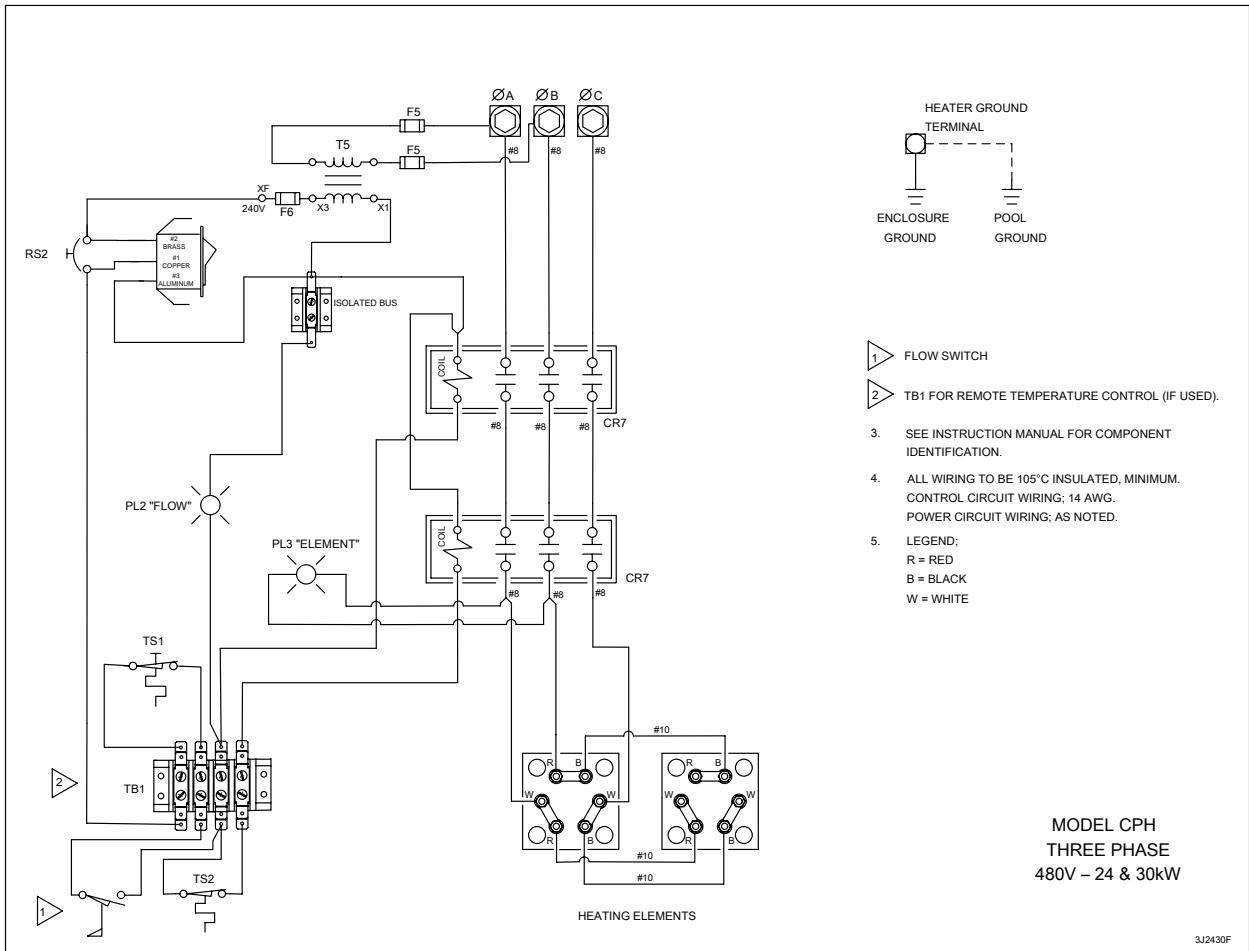 ØA ØB ØC
F5
T5
F5
#8 #8 #8
XF
240V
F6
X3
X1
RS2
#2
BRASS
#1
COPPER
#3
ALUMINUM
ISOLATED BUS
COIL
CR7
#8 #8 #8
PL2 "FLOW"
PL3 "ELEMENT"
COIL
CR7
#8 #8 #8
TS1
2
TB1
TS2
1
#10
R B
W W
R B
R B
W W
R B
#10
#10
HEATING ELEMENTS
HEATER GROUND
TERMINAL
ENCLOSURE
GROUND
POOL
GROUND
1 FLOW SWITCH
2 TB1 FOR REMOTE TEMPERATURE CONTROL (IF USED).
3. SEE INSTRUCTION MANUAL FOR COMPONENT
IDENTIFICATION.
4. ALL WIRING TO BE 105°C INSULATED, MINIMUM.
CONTROL CIRCUIT WIRING; 14 AWG.
POWER CIRCUIT WIRING; AS NOTED.
5. LEGEND;
R = RED
B = BLACK
W = WHITE
MODEL CPH
THREE PHASE
480V – 24 & 30kW
3J2430F